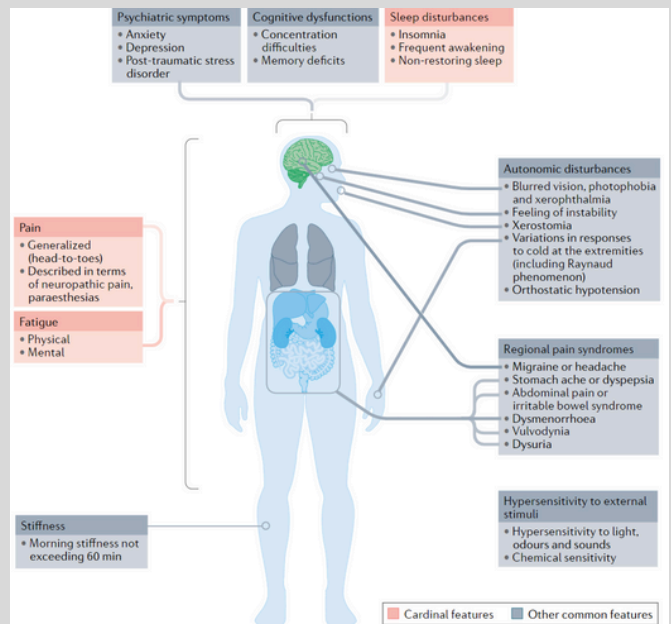 Psychiatric symptoms
• Anxiety
• Depression
• Post-traumatic stress
disorder
Cognitive dysfunctions
• Concentration
difficulties
• Memory deficits
Sleep disturbances
• Insomnia
• Frequent awakening
• Non-restoring sleep
Autonomic disturbances
• Blurred vision, photophobia
and xerophthalmia
• Feeling of instability
• Xerostomia
• Variations in responses
to cold at the extremities
(including Raynaud
phenomenon)
• Orthostatic hypotension
Pain
• Generalized
(head-to-toes)
• Described in terms
of neuropathic pain,
paraesthesias
Fatigue
• Physical
• Mental
Regional pain syndromes
• Migraine or headache
• Stomach ache or dyspepsia
• Abdominal pain or
irritable bowel syndrome
• Dysmenorrhoea
• Vulvodynia
• Dysuria
Stiffness
• Morning stiffness not
exceeding 60 min
Hypersensitivity to external
stimuli
• Hypersensitivity to light,
odours and sounds
• Chemical sensitivity
Cardinal features
Other common features